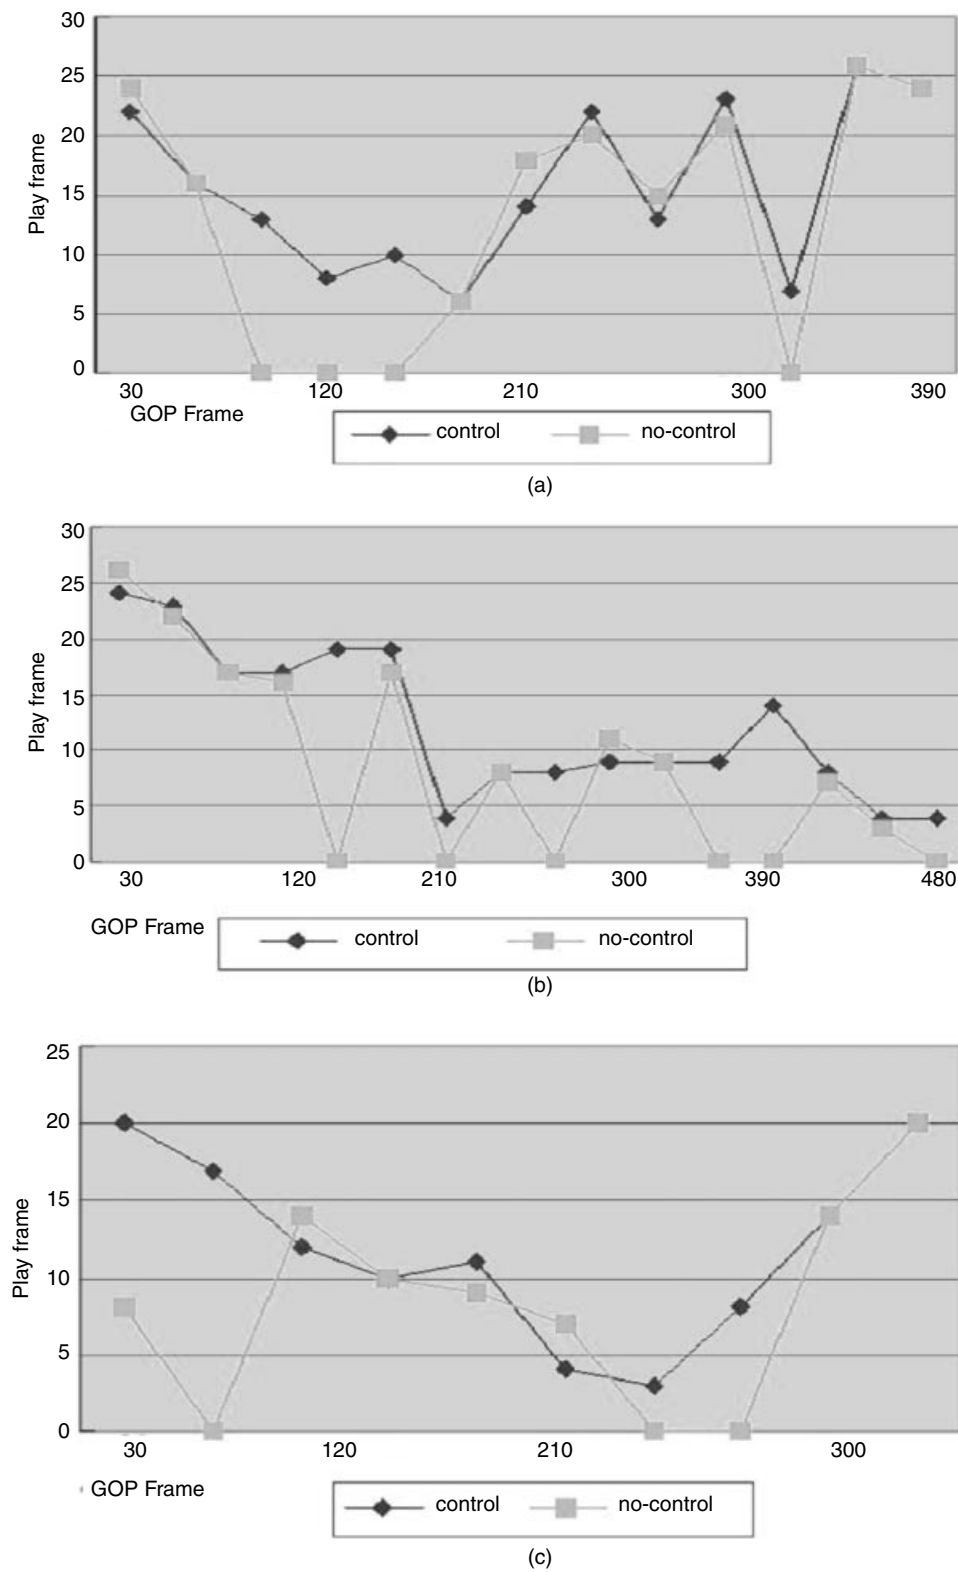 30
25
20
15
10
5
0
Play frame
30 120 210 300 390
GOP Frame
control no-control
(a)
30
25
20
15
10
5
0
Play frame
30 120 210 300 390 480
GOP Frame
control no-control
(b)
25
20
15
10
5
0
Play frame
30 120 210 300
GOP Frame
control no-control
(c)